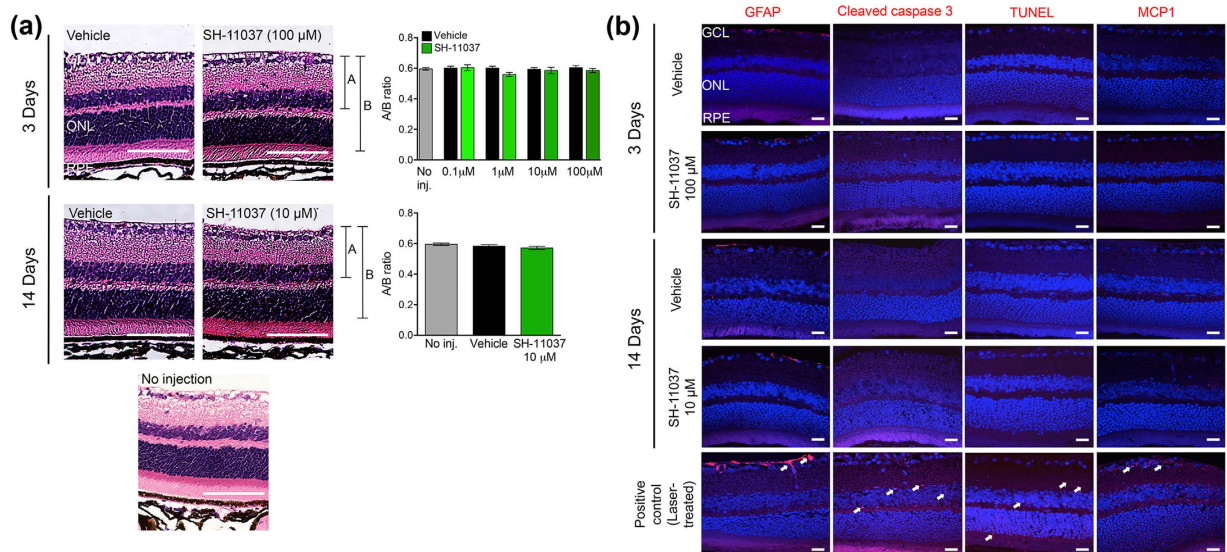 (a)
3 Days
Vehicle
GCL
ONL
RPE
SH-11037 (100 µM)
A
B
Vehicle
SH-11037
A/B ratio
0.8
0.6
0.4
0.2
0.0
No inj.
0.1µM
1µM
10µM
100µM
14 Days
Vehicle
SH-11037 (10 µM)
A
B
A/B ratio
0.8
0.6
0.4
0.2
0.0
No inj.
Vehicle
SH-11037
10 µM
No injection
(b)
GFAP
Cleaved caspase 3
TUNEL
MCP1
3 Days
Vehicle
GCL
ONL
RPE
SH-11037
100 µM
14 Days
Vehicle
SH-11037
10 µM
Positive
control
(Laser-
treated)